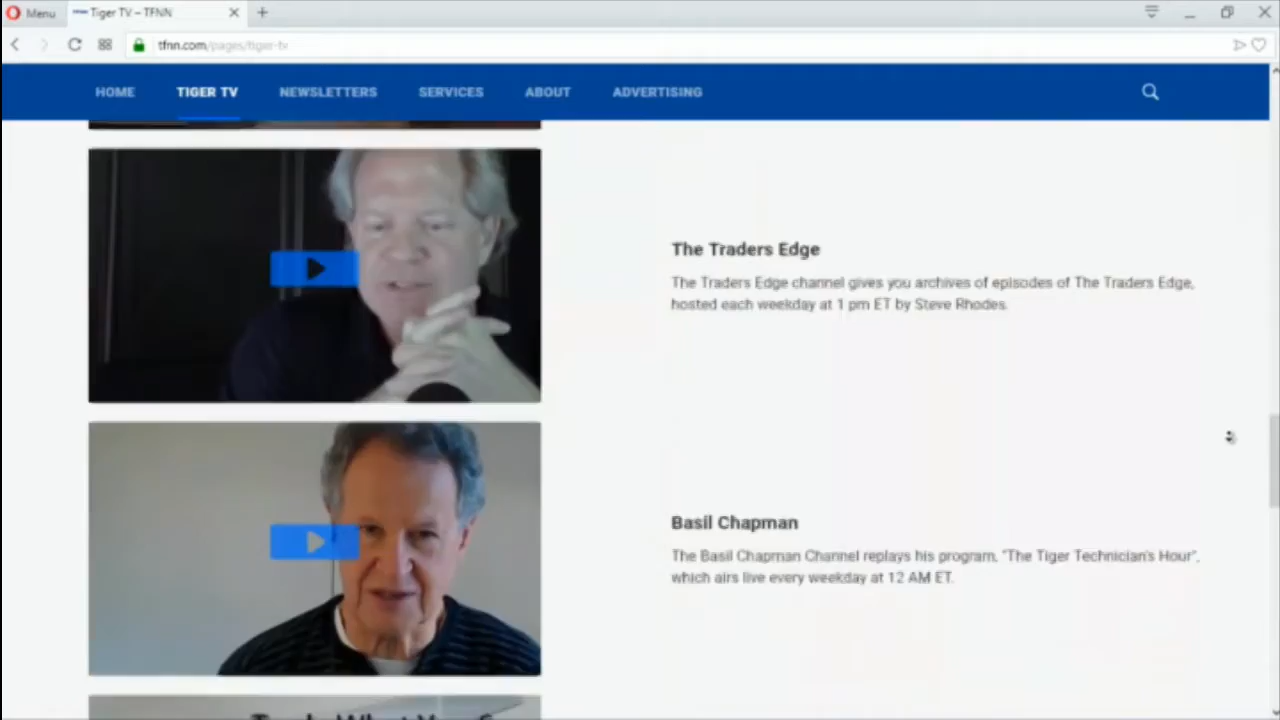 Menu
Tiger TV – TFNN
tfnn.com/pages/tiger-tv
HOME TIGER TV NEWSLETTERS SERVICES ABOUT ADVERTISING
The Traders Edge
The Traders Edge channel gives you archives of episodes of The Traders Edge,
hosted each weekday at 1 pm ET by Steve Rhodes.
Basil Chapman
The Basil Chapman Channel replays his program, "The Tiger Technician's Hour",
which airs live every weekday at 12 AM ET.